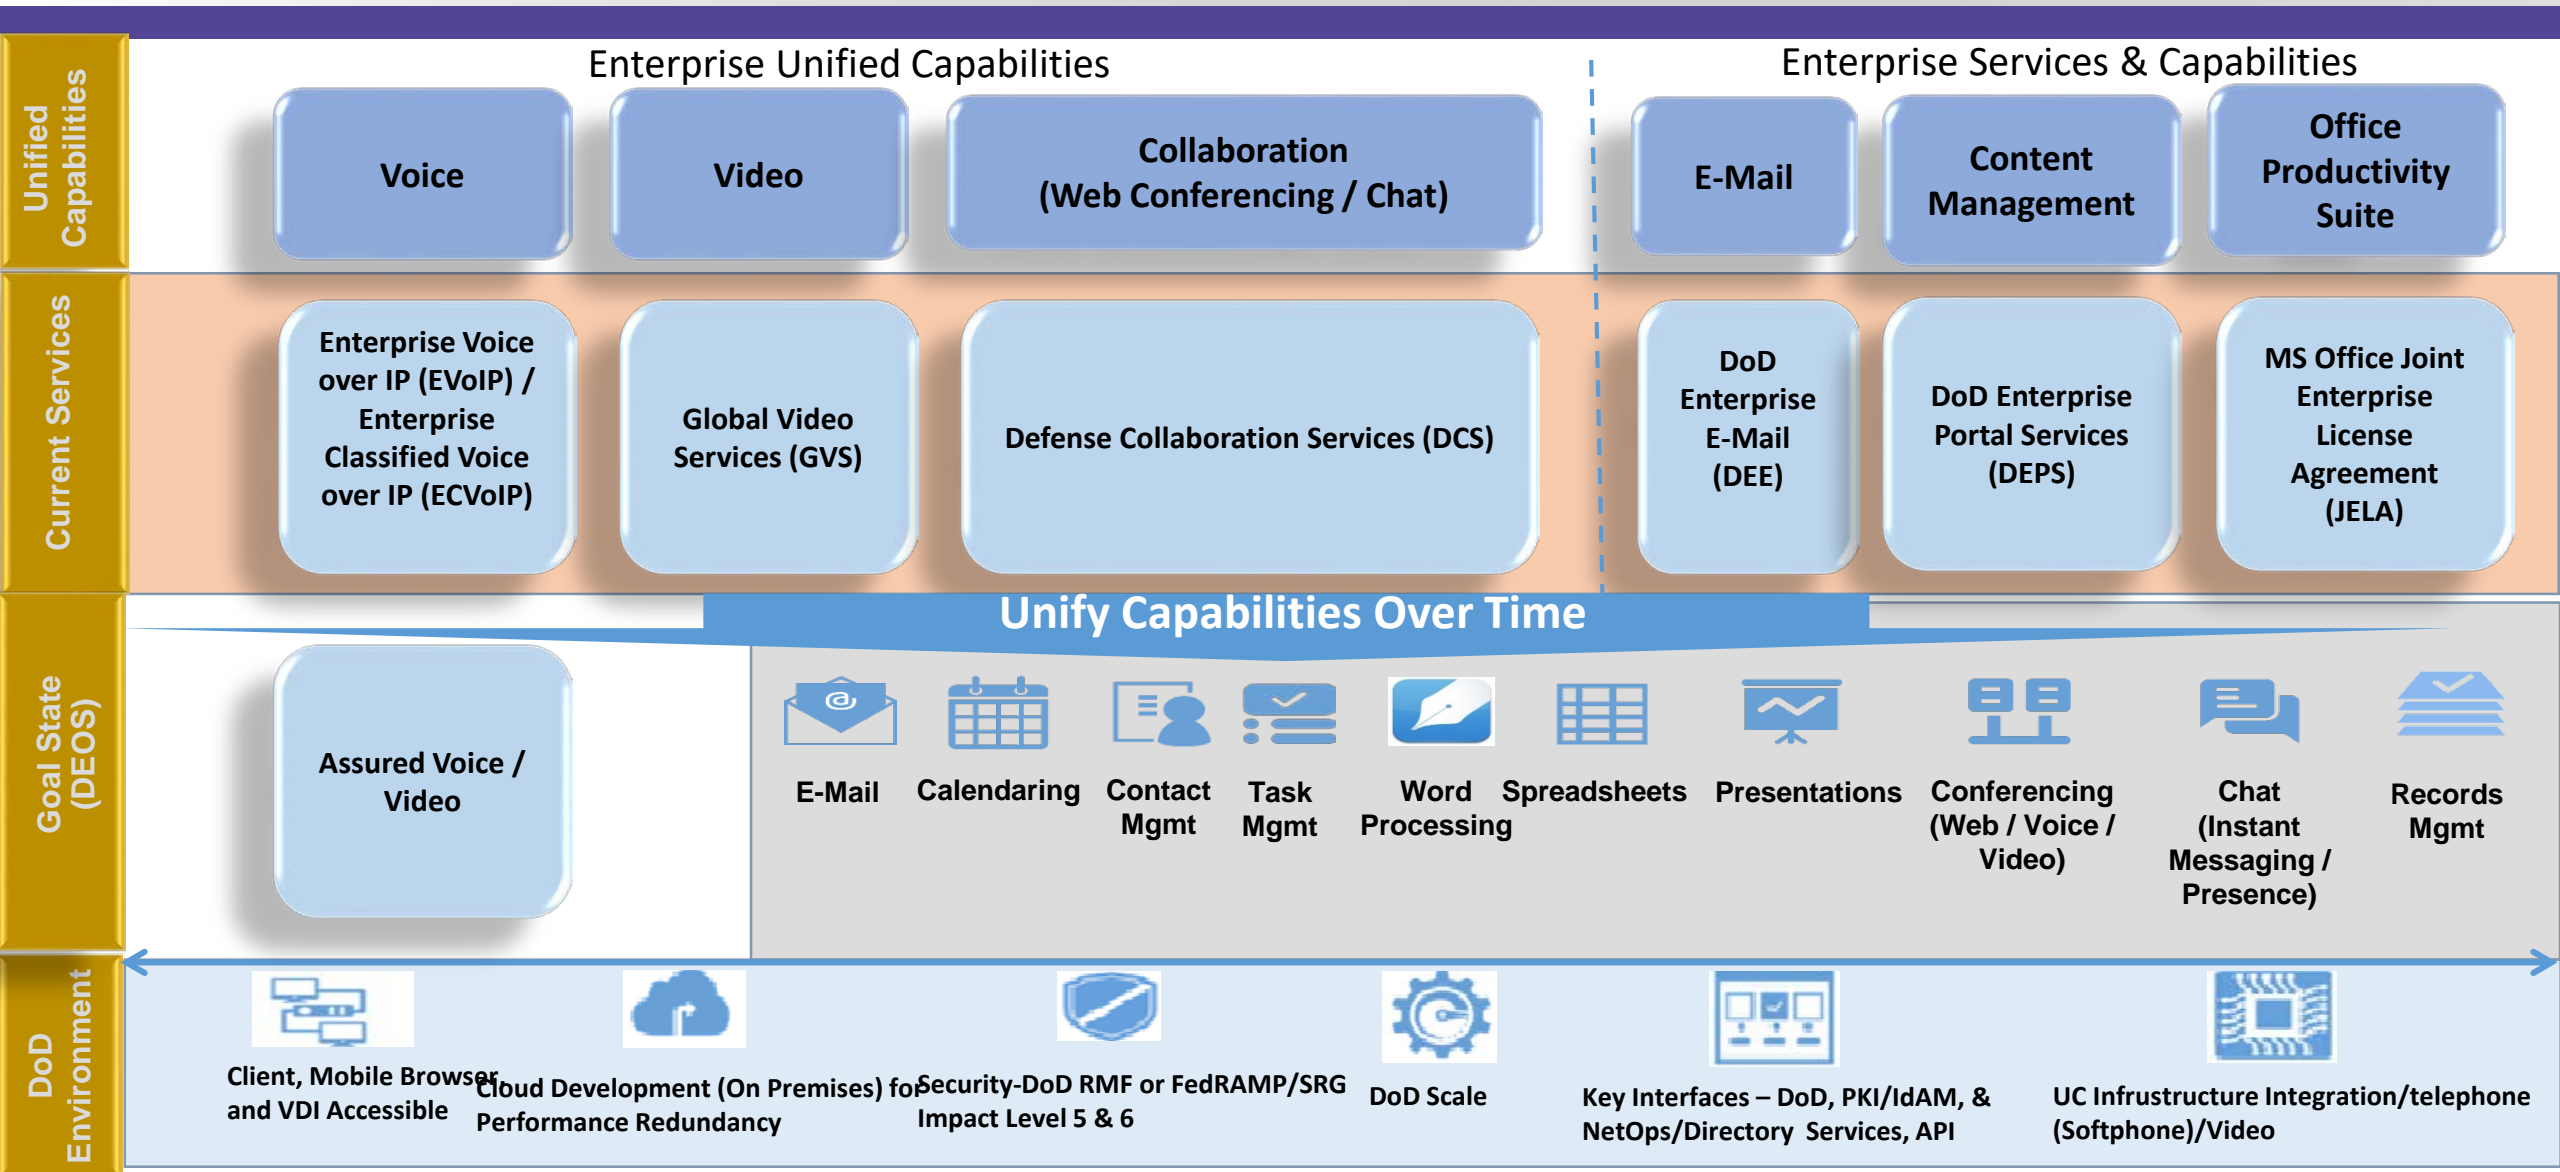 Enterprise Unified Capabilities
Enterprise Services & Capabilities
Unified
Capabilities
Voice
Video
Collaboration
(Web Conferencing / Chat)
E-Mail
Content
Management
Office
Productivity
Suite
Current Services
Enterprise Voice
over IP (EVoIP) /
Enterprise
Classified Voice
over IP (ECVoIP)
Global Video
Services (GVS)
Defense Collaboration Services (DCS)
DoD
Enterprise
E-Mail
(DEE)
DoD Enterprise
Portal Services
(DEPS)
MS Office Joint
Enterprise
License
Agreement
(JELA)
Unify Capabilities Over Time
Goal State
(DEOS)
Assured Voice /
Video
@
E-Mail
Calendaring
Contact
Mgmt
Task
Mgmt
Word
Processing
Spreadsheets
Presentations
Conferencing
(Web / Voice /
Video)
Chat
(Instant
Messaging /
Presence)
Records
Mgmt
DoD
Environment
Client, Mobile Browser,
and VDI Accessible
Cloud Development (On Premises) for
Performance Redundancy
Security-DoD RMF or FedRAMP/SRG
Impact Level 5 & 6
DoD Scale
Key Interfaces – DoD, PKI/IdAM, &
NetOps/Directory Services, API
UC Infrustructure Integration/telephone
(Softphone)/Video